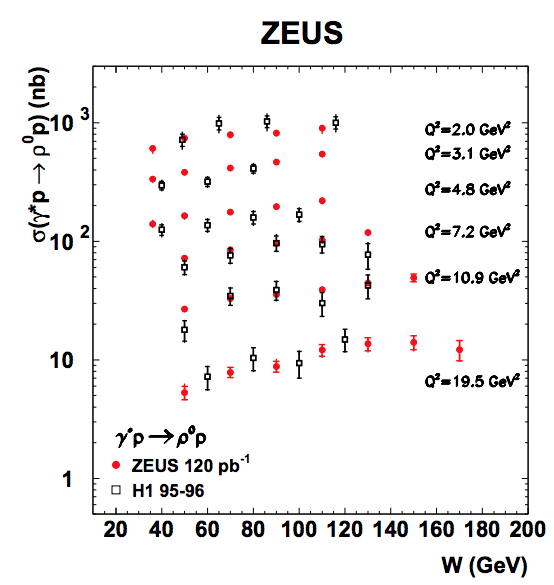 ZEUS
σ(γ*p → ρ⁰p) (nb)
10³
10²
10
1
Q²=2.0 GeV²
Q²=3.1 GeV²
Q²=4.8 GeV²
Q²=7.2 GeV²
Q²=10.9 GeV²
Q²=19.5 GeV²
γ*p → ρ⁰p
ZEUS 120 pb⁻¹
H1 95-96
20 40 60 80 100 120 140 160 180 200
W (GeV)